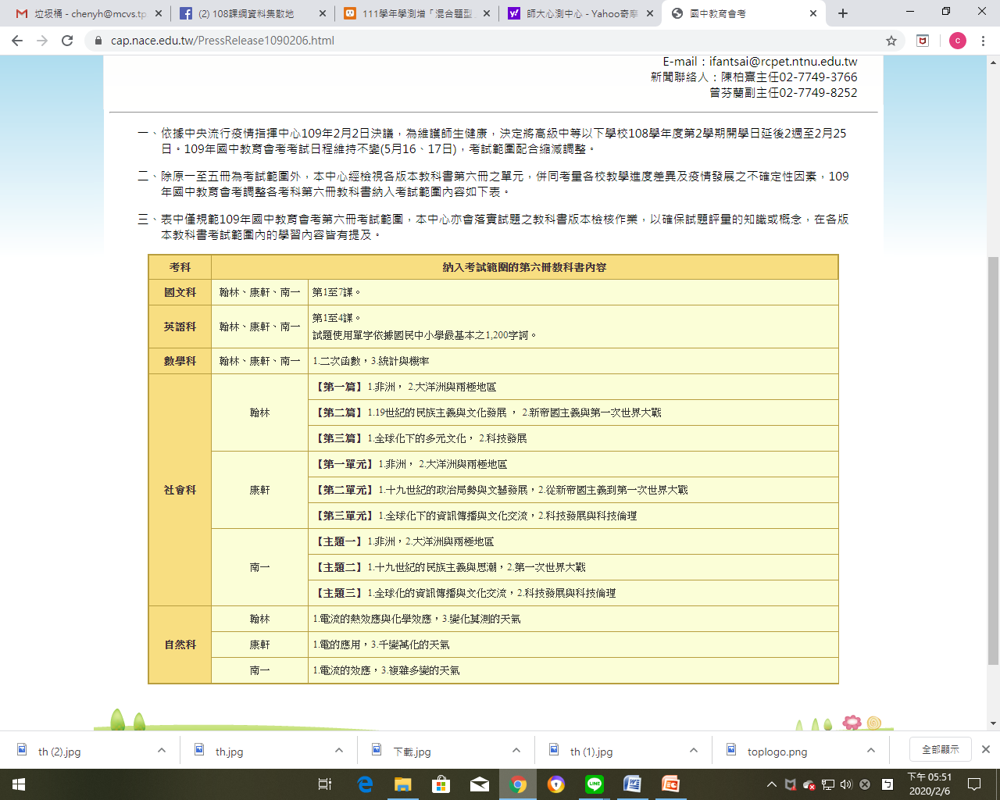 垃圾桶 - chenyh@mcvs.tp
(2) 108課綱資料集散地
111學年學測增「混合題型
師大心測中心 - Yahoo奇摩
國中教育會考
cap.nace.edu.tw/PressRelease1090206.html
c
E-mail：ifantsai@rcpet.ntnu.edu.tw
新聞聯絡人：陳柏熹主任02-7749-3766
曾芬蘭副主任02-7749-8252
一、依據中央流行疫情指揮中心109年2月2日決議，為維護師生健康，決定將高級中等以下學校108學年度第2學期開學日延後2週至2月25
日。109年國中教育會考考試日程維持不變(5月16、17日)，考試範圍配合縮減調整。
二、除原一至五冊為考試範圍外，本中心經檢視各版本教科書第六冊之單元，併同考量各校教學進度差異及疫情發展之不確定性因素，109
年國中教育會考調整各考科第六冊教科書納入考試範圍內容如下表。
三、表中僅規範109年國中教育會考第六冊考試範圍，本中心亦會落實試題之教科書版本檢核作業，以確保試題評量的知識或概念，在各版
本教科書考試範圍內的學習內容皆有提及。
考科 納入考試範圍的第六冊教科書內容
國文科 翰林、康軒、南一 第1至7課。
英語科 翰林、康軒、南一 第1至4課。
試題使用單字依據國民中小學最基本之1,200字詞。
數學科 翰林、康軒、南一 1.二次函數，3.統計與機率
社會科 翰林 【第一篇】1.非洲， 2.大洋洲與兩極地區
【第二篇】1.19世紀的民族主義與文化發展 ， 2.新帝國主義與第一次世界大戰
【第三篇】1.全球化下的多元文化， 2.科技發展
康軒 【第一單元】1.非洲， 2.大洋洲與兩極地區
【第二單元】1.十九世紀的政治局勢與文藝發展，2.從新帝國主義到第一次世界大戰
【第三單元】1.全球化下的資訊傳播與文化交流，2.科技發展與科技倫理
南一 【主題一】1.非洲，2.大洋洲與兩極地區
【主題二】1.十九世紀的民族主義與思潮，2.第一次世界大戰
【主題三】1.全球化的資訊傳播與文化交流，2.科技發展與科技倫理
自然科 翰林 1.電流的熱效應與化學效應，3.變化莫測的天氣
康軒 1.電的應用，3.千變萬化的天氣
南一 1.電流的效應，3.複雜多變的天氣
th (2).jpg
th.jpg
下載.jpg
th (1).jpg
toplogo.png
全部顯示
下午 05:51
2020/2/6